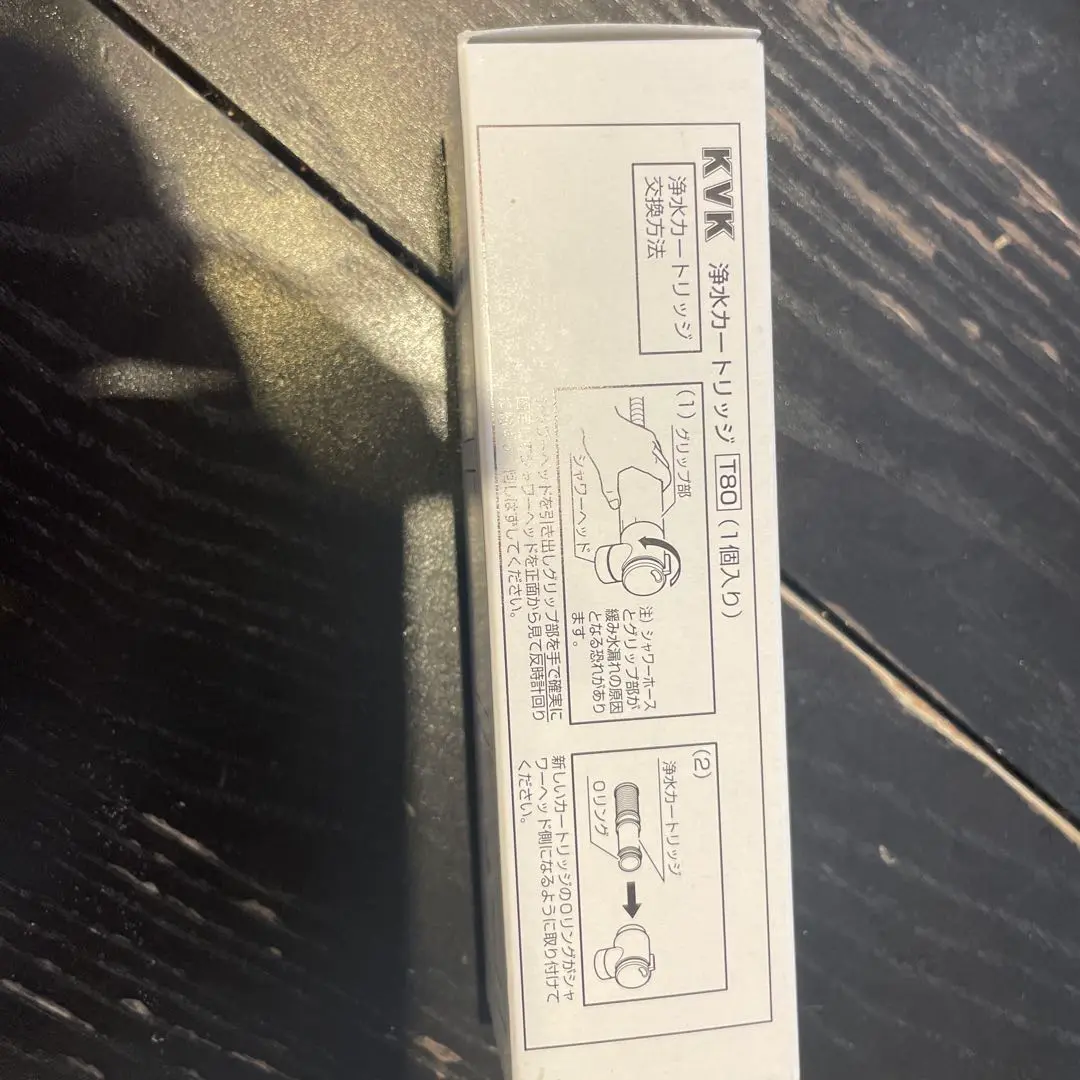 KVK 浄水カートリッジ T80 (1個入り)
浄水カートリッジ
交換方法
(1)
グリップ部
シャワーヘッド
注) シャワーホース
とグリップ部が
緩み水漏れの原因
となる恐れがあり
ます。
ヘッドを引き出しグリップ部を手で確実に
シャワーヘッドを正面から見て反時計回り
してください。
(2)
浄水カートリッジ
Oリング
新しいカートリッジのOリングがシャ
ワーヘッド側になるように取り付けて
ください。